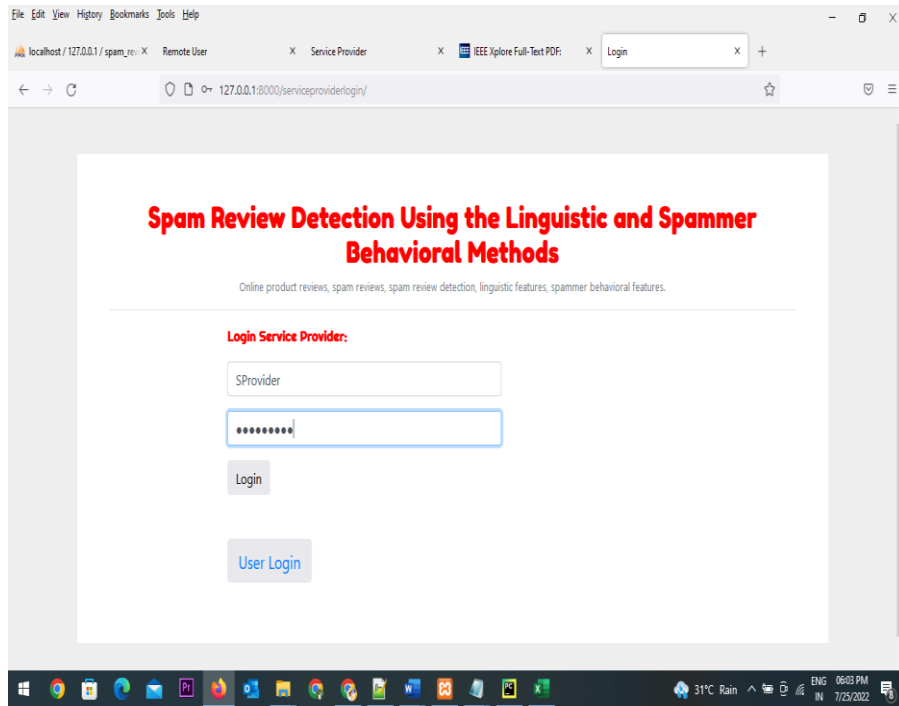 File Edit View History Bookmarks Tools Help
localhost / 127.0.0.1 / spam_rev X Remote User X Service Provider X IEEE Xplore Full-Text PDF: X Login X +
127.0.0.1:8000/serviceproviderlogin/
Spam Review Detection Using the Linguistic and Spammer
Behavioral Methods
Online product reviews, spam reviews, spam review detection, linguistic features, spammer behavioral features.
Login Service Provider:
SProvider
•••••••••
Login
User Login
31°C Rain ENG 06:03 PM
IN 7/25/2022 8